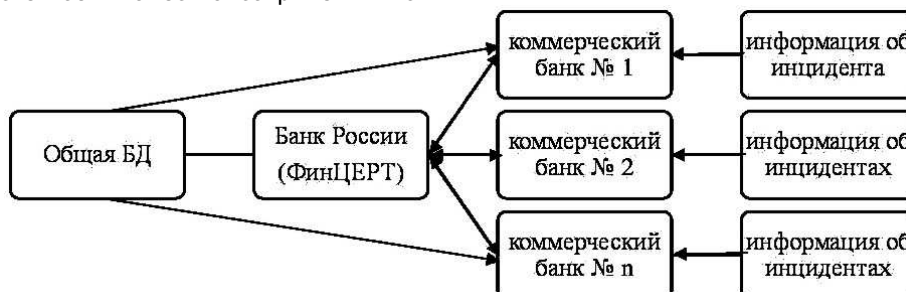 коммерческий
банк № 1
информация об
инцидента
Общая БД
Банк России
(ФинЦЕРТ)
коммерческий
банк № 2
информация об
инцидентах
коммерческий
банк № n
информация об
инцидентах